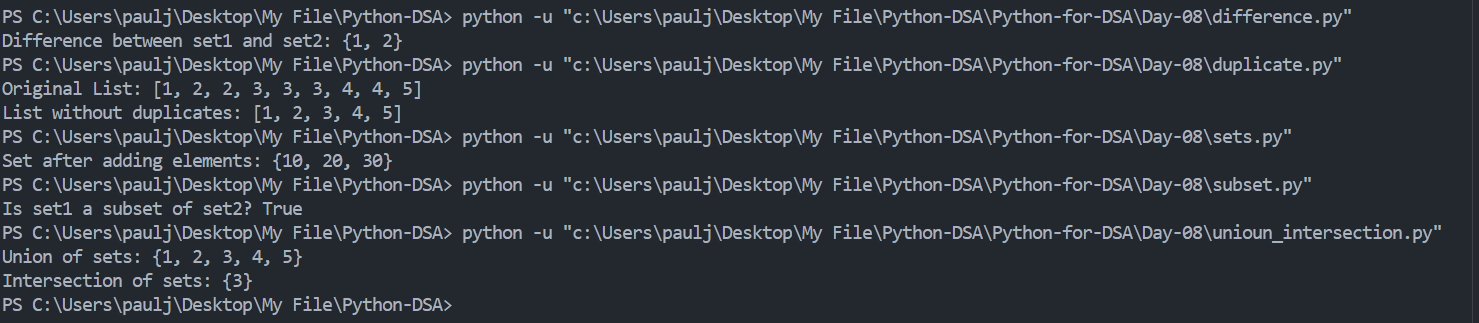 PS C:\Users\paulj\Desktop\My File\Python-DSA> python -u "c:\Users\paulj\Desktop\My File\Python-DSA\Python-for-DSA\Day-08\difference.py"
Difference between set1 and set2: {1, 2}
PS C:\Users\paulj\Desktop\My File\Python-DSA> python -u "c:\Users\paulj\Desktop\My File\Python-DSA\Python-for-DSA\Day-08\duplicate.py"
Original List: [1, 2, 2, 3, 3, 3, 4, 4, 5]
List without duplicates: [1, 2, 3, 4, 5]
PS C:\Users\paulj\Desktop\My File\Python-DSA> python -u "c:\Users\paulj\Desktop\My File\Python-DSA\Python-for-DSA\Day-08\sets.py"
Set after adding elements: {10, 20, 30}
PS C:\Users\paulj\Desktop\My File\Python-DSA> python -u "c:\Users\paulj\Desktop\My File\Python-DSA\Python-for-DSA\Day-08\subset.py"
Is set1 a subset of set2? True
PS C:\Users\paulj\Desktop\My File\Python-DSA> python -u "c:\Users\paulj\Desktop\My File\Python-DSA\Python-for-DSA\Day-08\unioun_intersection.py"
Union of sets: {1, 2, 3, 4, 5}
Intersection of sets: {3}
PS C:\Users\paulj\Desktop\My File\Python-DSA>